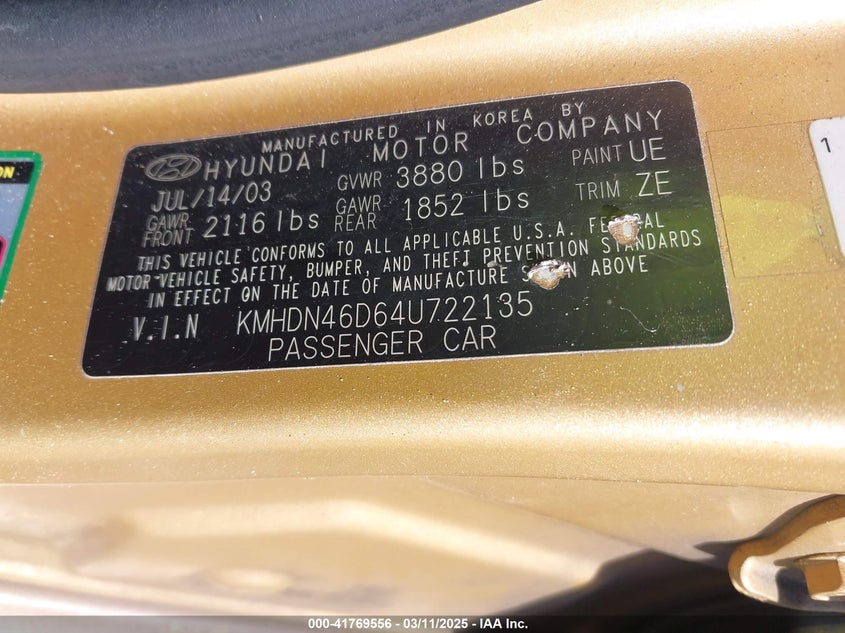 ON
MANUFACTURED IN KOREA BY
HYUNDAI MOTOR COMPANY
JUL/14/03 GVWR 3880 lbs PAINT UE
GAWR FRONT 2116 lbs GAWR REAR 1852 lbs TRIM ZE
THIS VEHICLE CONFORMS TO ALL APPLICABLE U.S.A.
MOTOR VEHICLE SAFETY, BUMPER, AND THEFT PREVENTION STANDARDS
IN EFFECT ON THE DATE OF MANUFACTURE ABOVE
V.I.N KMHDN46D64U722135
PASSENGER CAR
1
000-41769556 - 03/11/2025 - IAA Inc.